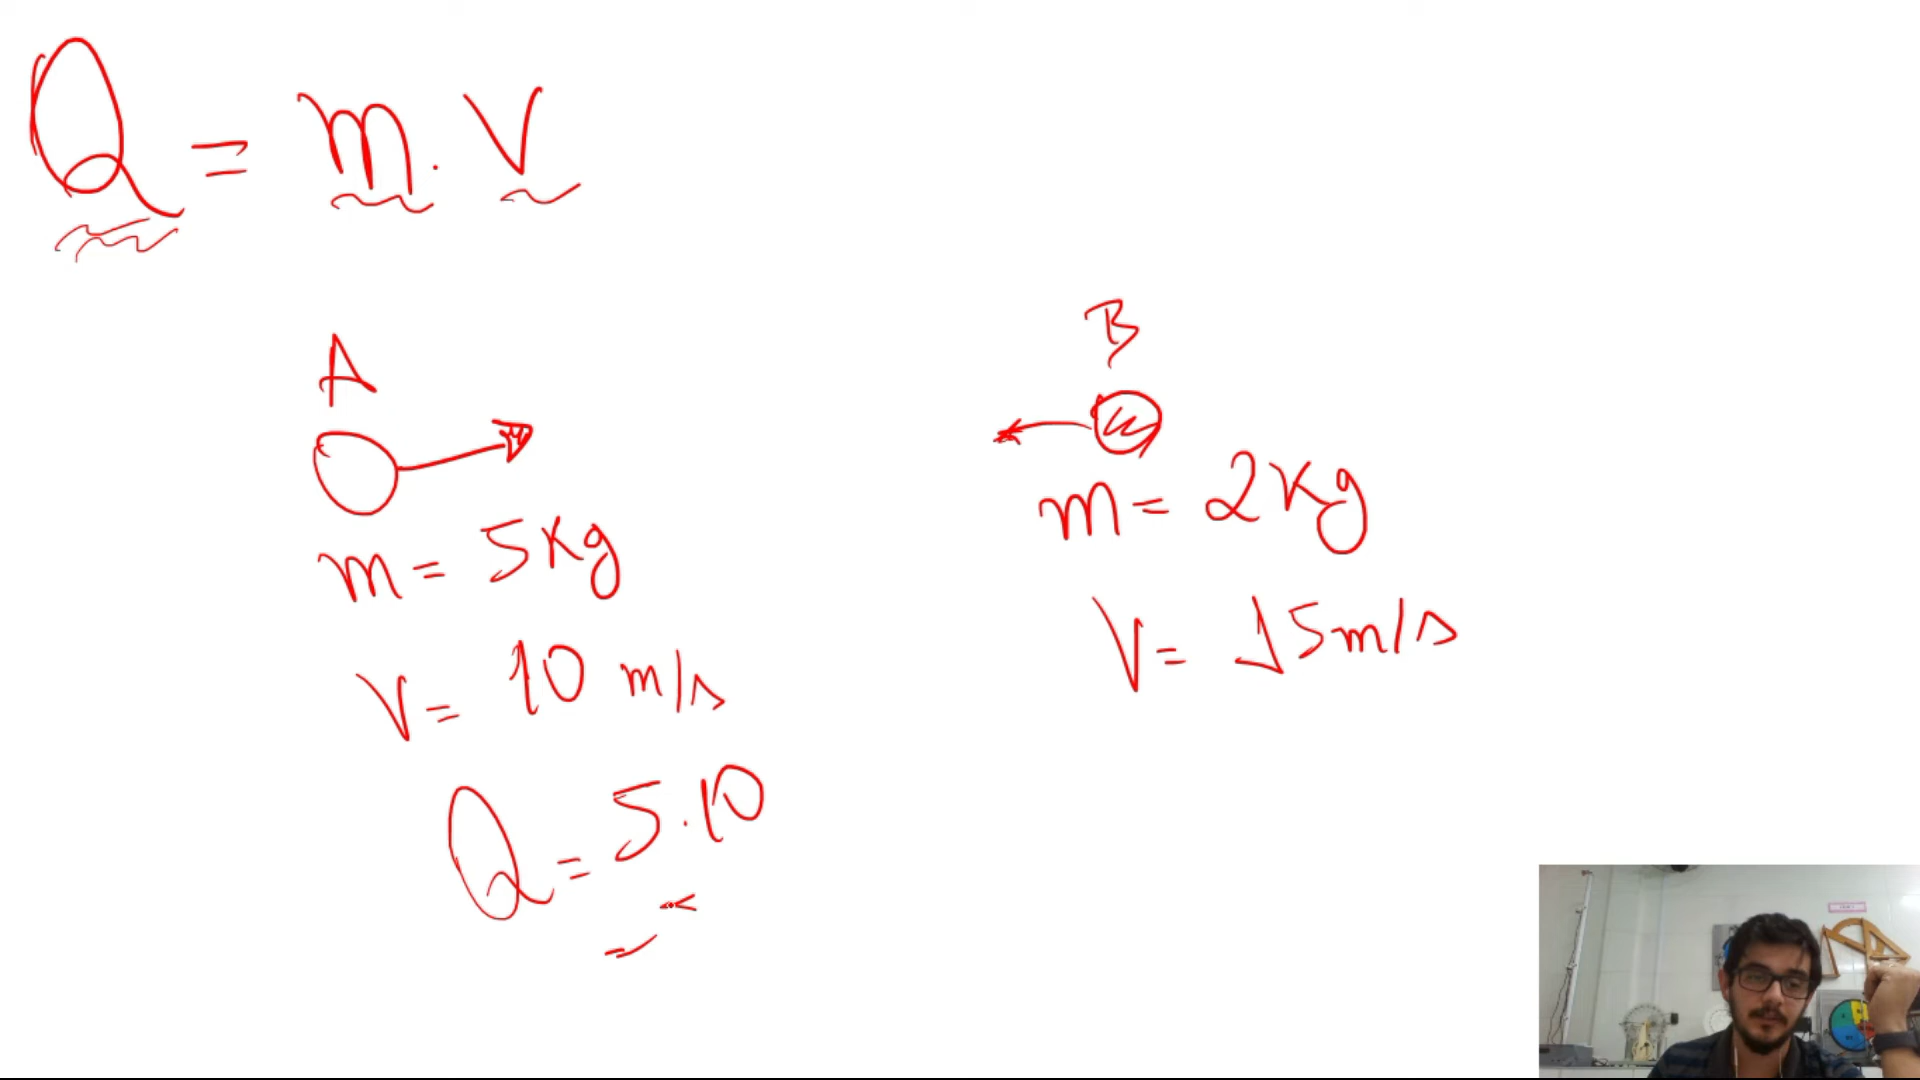 Q = m . V
A
m = 5Kg
V = 10 m/s
Q = 5.10
B
m = 2Kg
V = 15m/s